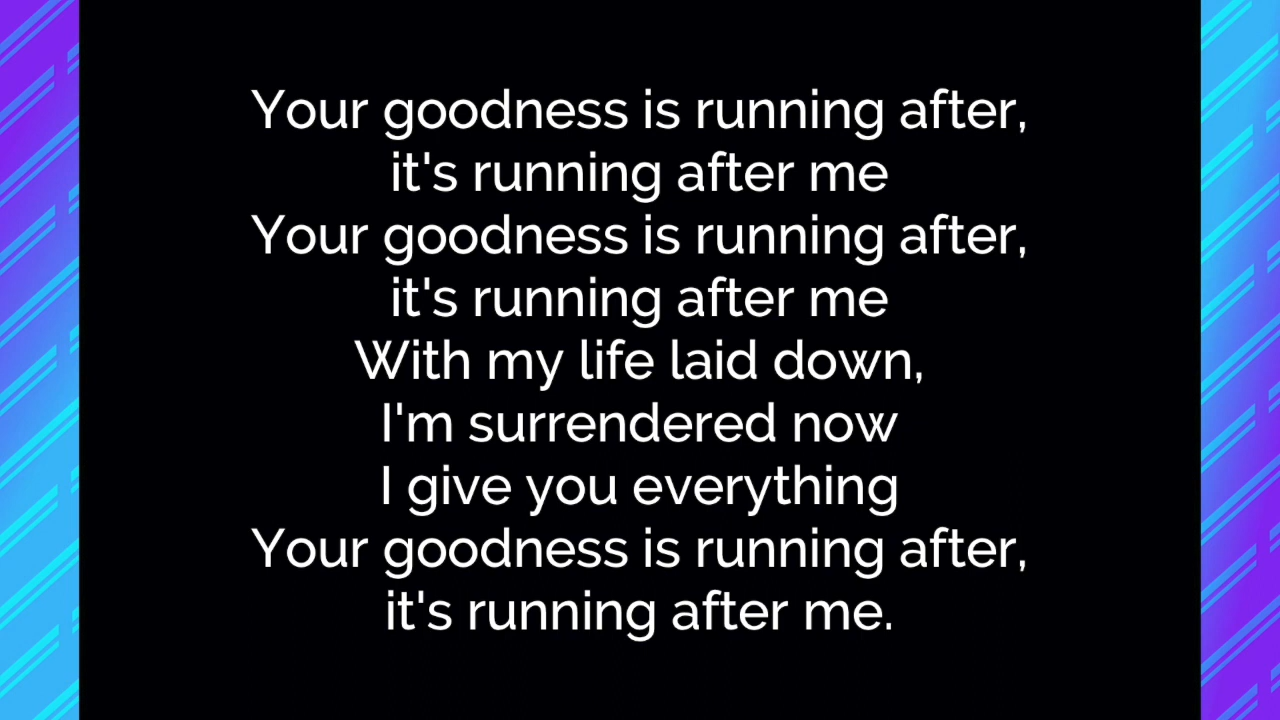 Your goodness is running after,
it's running after me
Your goodness is running after,
it's running after me
With my life laid down,
I'm surrendered now
I give you everything
Your goodness is running after,
it's running after me.